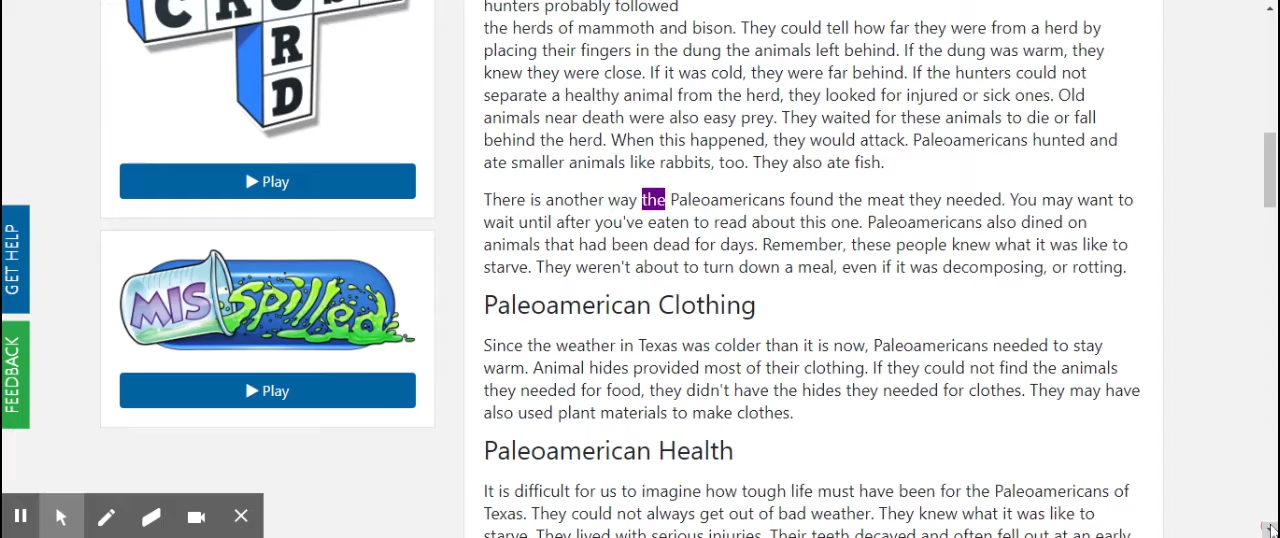 CRUS
R
D
Play
GET HELP
FEEDBACK
MIS spilled
Play
hunters probably followed
the herds of mammoth and bison. They could tell how far they were from a herd by
placing their fingers in the dung the animals left behind. If the dung was warm, they
knew they were close. If it was cold, they were far behind. If the hunters could not
separate a healthy animal from the herd, they looked for injured or sick ones. Old
animals near death were also easy prey. They waited for these animals to die or fall
behind the herd. When this happened, they would attack. Paleoamericans hunted and
ate smaller animals like rabbits, too. They also ate fish.
There is another way the Paleoamericans found the meat they needed. You may want to
wait until after you've eaten to read about this one. Paleoamericans also dined on
animals that had been dead for days. Remember, these people knew what it was like to
starve. They weren't about to turn down a meal, even if it was decomposing, or rotting.
Paleoamerican Clothing
Since the weather in Texas was colder than it is now, Paleoamericans needed to stay
warm. Animal hides provided most of their clothing. If they could not find the animals
they needed for food, they didn't have the hides they needed for clothes. They may have
also used plant materials to make clothes.
Paleoamerican Health
It is difficult for us to imagine how tough life must have been for the Paleoamericans of
Texas. They could not always get out of bad weather. They knew what it was like to
starve. They lived with serious injuries. Their teeth decayed and often fell out at an early